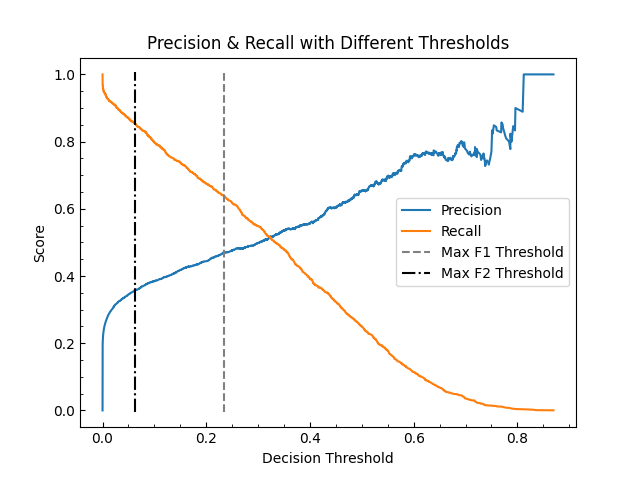 Precision & Recall with Different Thresholds
1.0
0.8
0.6
0.4
0.2
0.0
Score
Precision
Recall
Max F1 Threshold
Max F2 Threshold
0.0 0.2 0.4 0.6 0.8
Decision Threshold